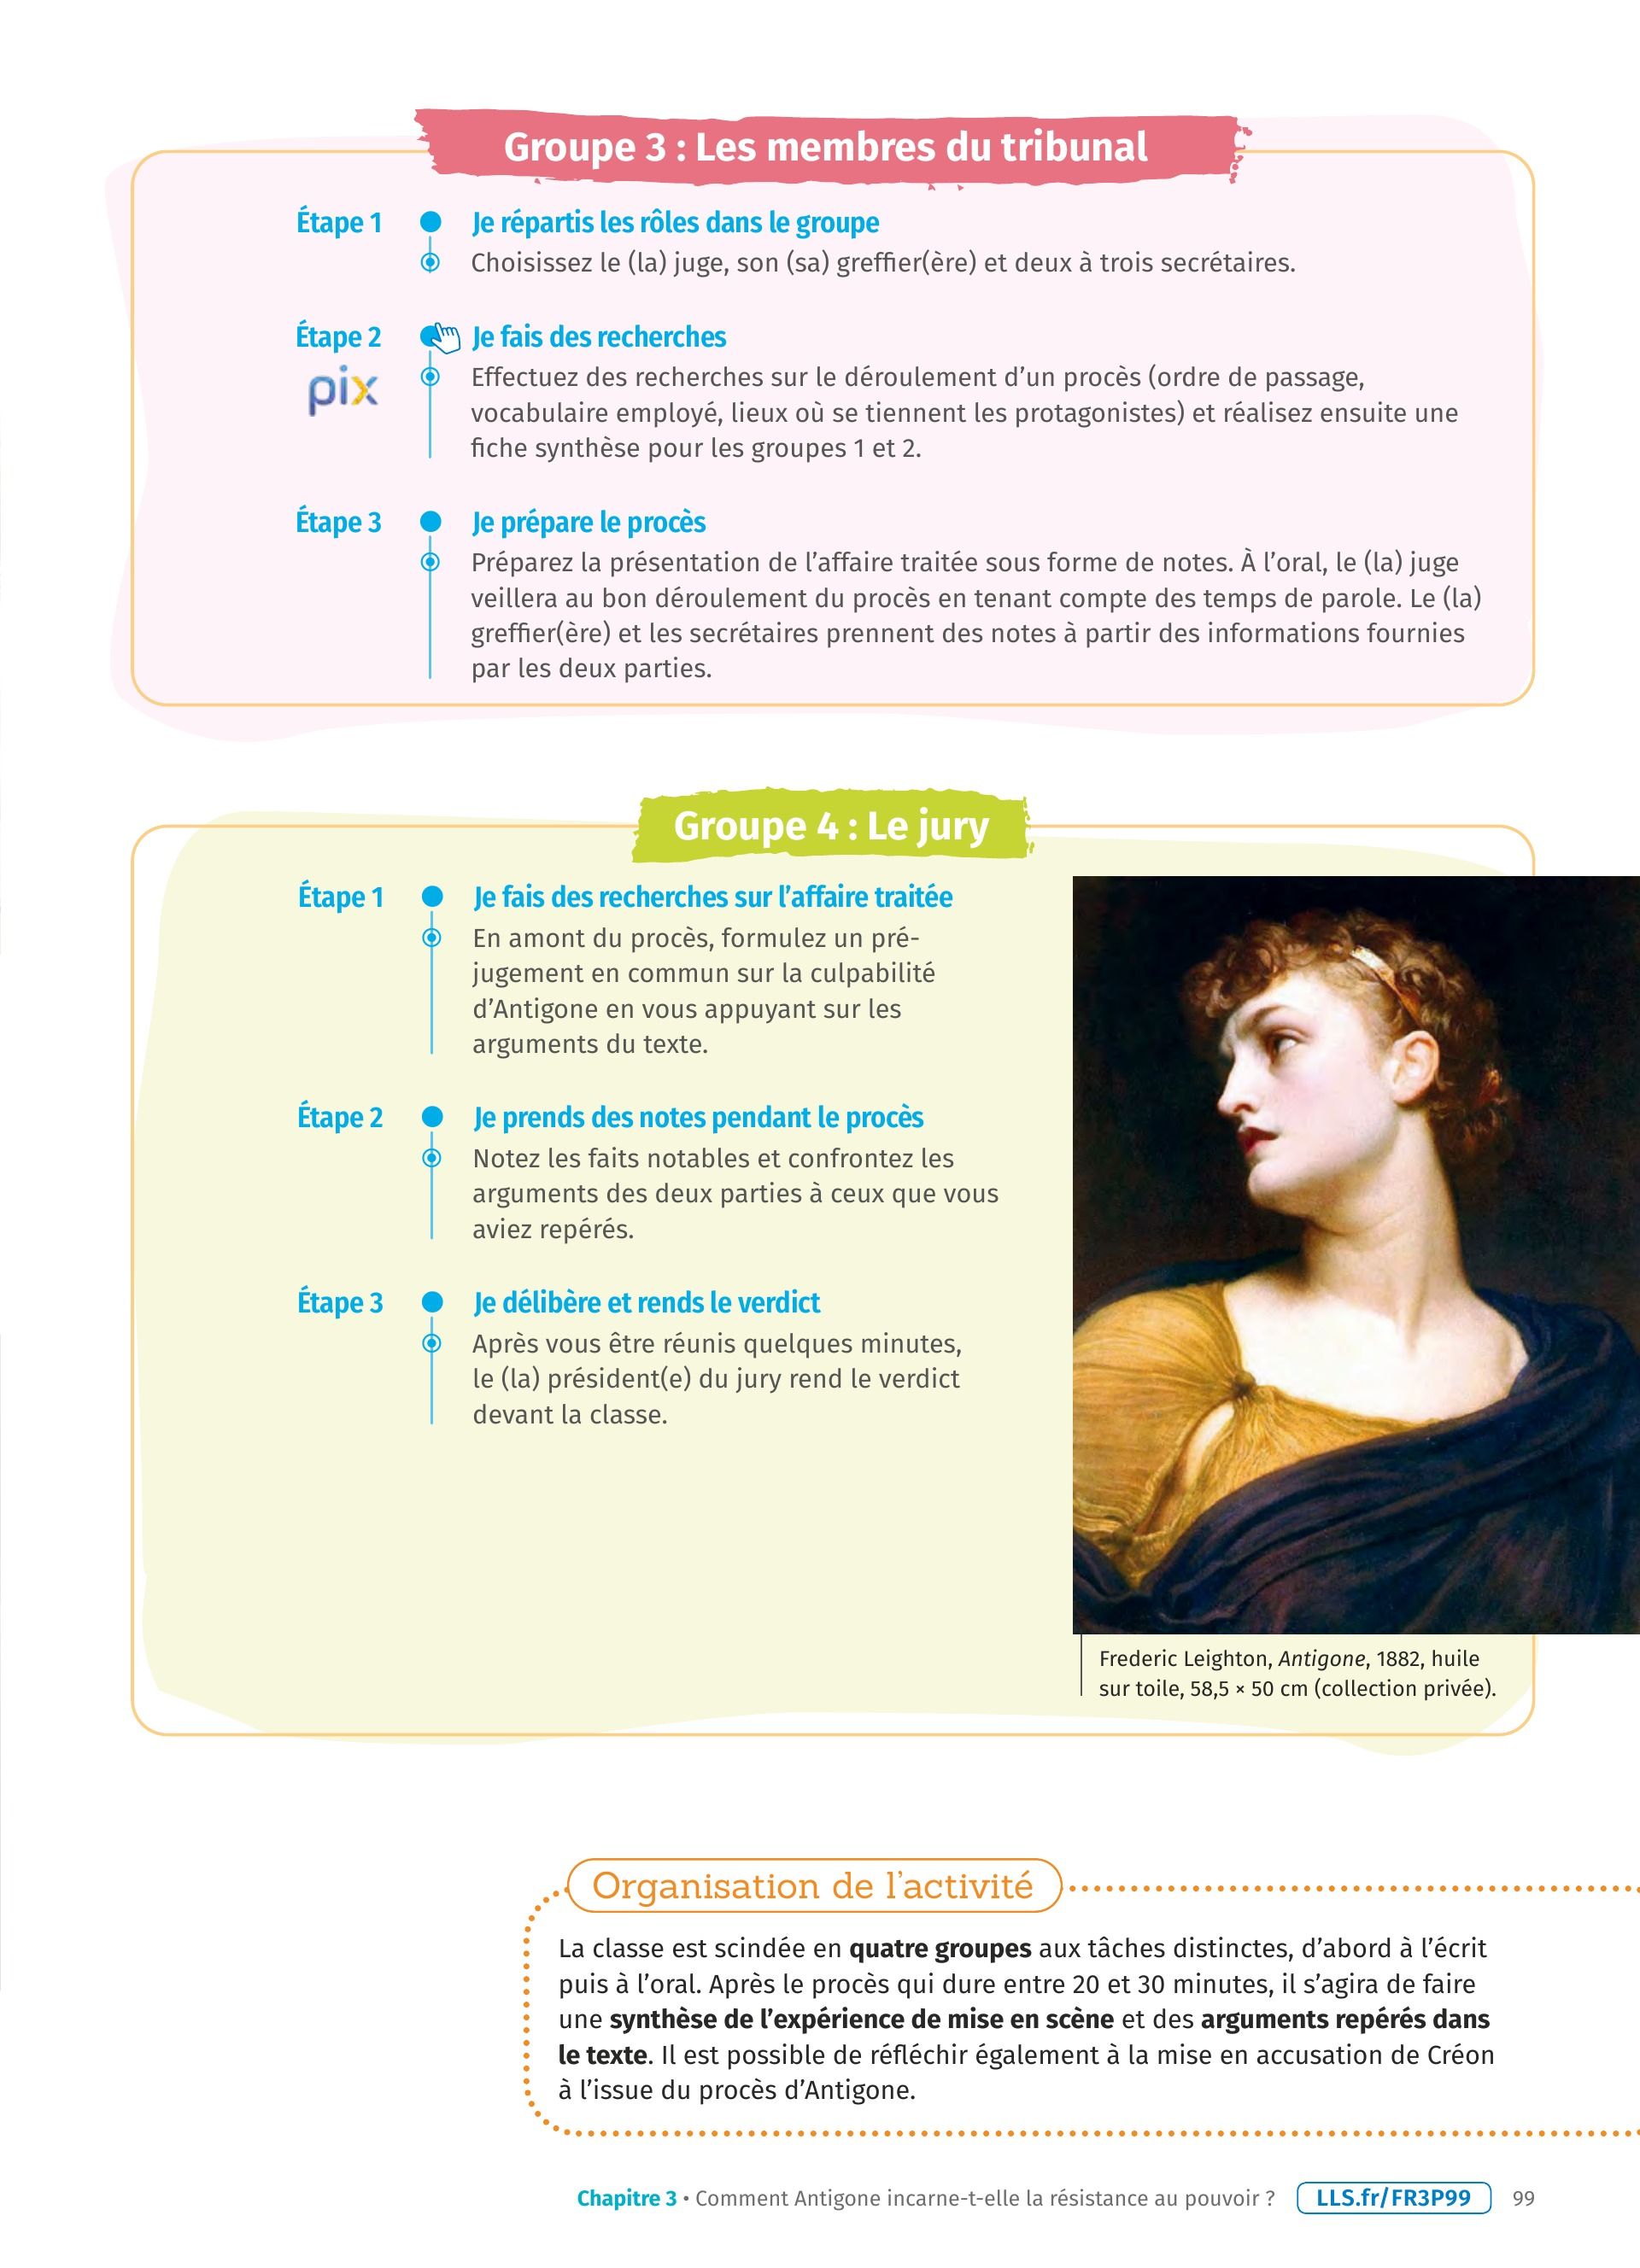 Groupe 3 : Les membres du tribunal
Étape 1
Je répartis les rôles dans le groupe
Choisissez le (la) juge, son (sa) greffier(ère) et deux à trois secrétaires.
Étape 2
pix
Je fais des recherches
Effectuez des recherches sur le déroulement d’un procès (ordre de passage,
vocabulaire employé, lieux où se tiennent les protagonistes) et réalisez ensuite une
fiche synthèse pour les groupes 1 et 2.
Étape 3
Je prépare le procès
Préparez la présentation de l’affaire traitée sous forme de notes. À l’oral, le (la) juge
veillera au bon déroulement du procès en tenant compte des temps de parole. Le (la)
greffier(ère) et les secrétaires prennent des notes à partir des informations fournies
par les deux parties.
Groupe 4 : Le jury
Étape 1
Je fais des recherches sur l’affaire traitée
En amont du procès, formulez un pré-
jugement en commun sur la culpabilité
d’Antigone en vous appuyant sur les
arguments du texte.
Étape 2
Je prends des notes pendant le procès
Notez les faits notables et confrontez les
arguments des deux parties à ceux que vous
aviez repérés.
Étape 3
Je délibère et rends le verdict
Après vous être réunis quelques minutes,
le (la) président(e) du jury rend le verdict
devant la classe.
Frederic Leighton, Antigone, 1882, huile
sur toile, 58,5 × 50 cm (collection privée).
Organisation de l’activité
La classe est scindée en quatre groupes aux tâches distinctes, d’abord à l’écrit
puis à l’oral. Après le procès qui dure entre 20 et 30 minutes, il s’agira de faire
une synthèse de l’expérience de mise en scène et des arguments repérés dans
le texte. Il est possible de réfléchir également à la mise en accusation de Créon
à l’issue du procès d’Antigone.
Chapitre 3 • Comment Antigone incarne-t-elle la résistance au pouvoir ? LLS.fr/FR3P99 99